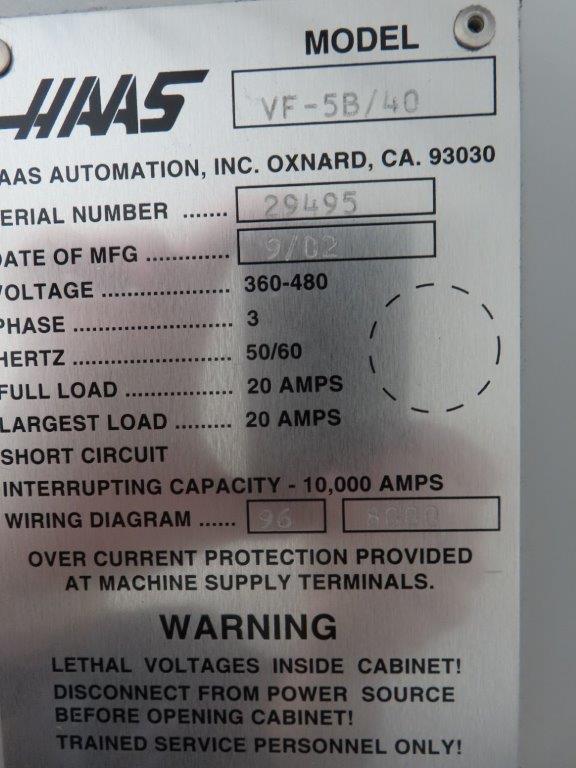 MODEL
HAAS
VF-5B/40
AAS AUTOMATION, INC. OXNARD, CA. 93030
ERIAL NUMBER ....... 29495
ATE OF MFG ............. 9/02
VOLTAGE .................... 360-480
PHASE ......................... 3
HERTZ ......................... 50/60
FULL LOAD ................. 20 AMPS
LARGEST LOAD ......... 20 AMPS
SHORT CIRCUIT
INTERRUPTING CAPACITY - 10,000 AMPS
WIRING DIAGRAM ...... 96
OVER CURRENT PROTECTION PROVIDED
AT MACHINE SUPPLY TERMINALS.
WARNING
LETHAL VOLTAGES INSIDE CABINET!
DISCONNECT FROM POWER SOURCE
BEFORE OPENING CABINET!
TRAINED SERVICE PERSONNEL ONLY!